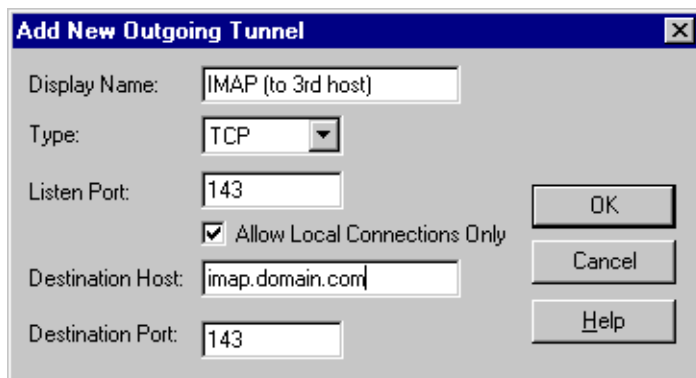 Add New Outgoing Tunnel
Display Name: IMAP (to 3rd host)
Type: TCP
Listen Port: 143
Allow Local Connections Only
OK
Destination Host: imap.domain.com
Cancel
Destination Port: 143
Help